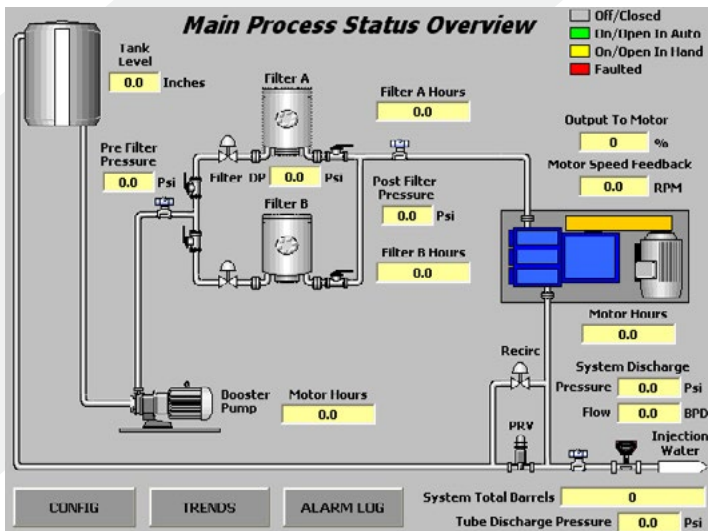 Main Process Status Overview
Off/Closed
On/Open In Auto
On/Open In Hand
Faulted
Tank
Level
0.0 Inches
Filter A
Filter A Hours
0.0
Output To Motor
0 %
Motor Speed Feedback
0.0 RPM
Pre Filter
Pressure
0.0 Psi
Filter DP 0.0 Psi
Post Filter
Pressure
0.0 Psi
Filter B
Filter B Hours
0.0
Motor Hours
0.0
Recirc
System Discharge
Pressure 0.0 Psi
Flow 0.0 BPD
Booster
Pump
Motor Hours
0.0
PRV
Injection
Water
CONFIG
TRENDS
ALARM LOG
System Total Barrels 0
Tube Discharge Pressure 0.0 Psi